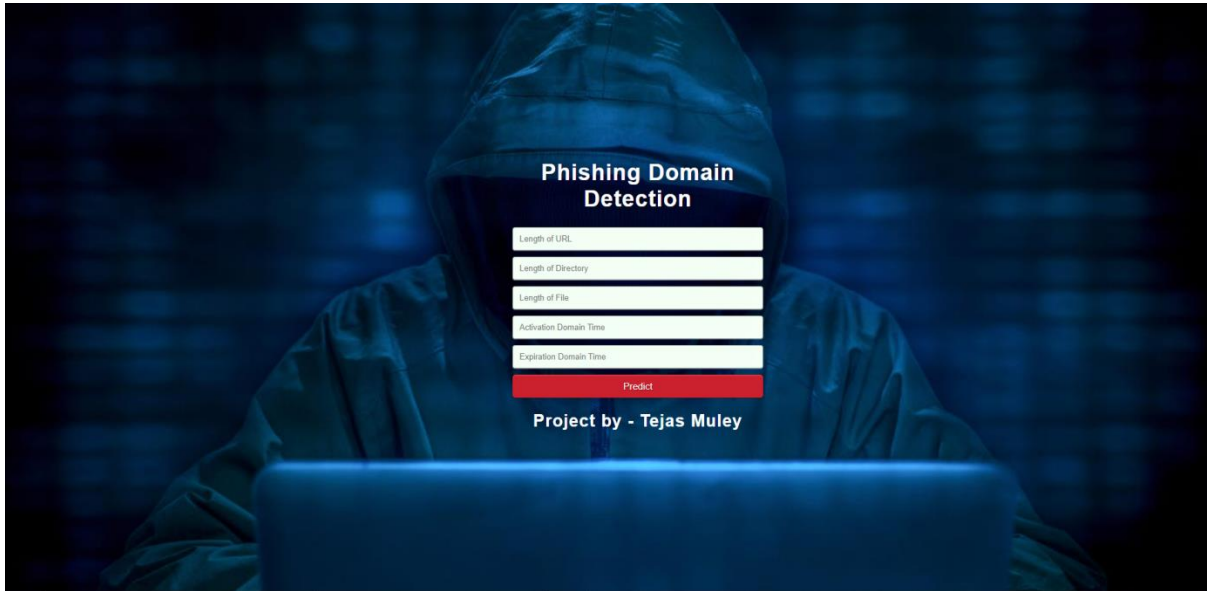 Phishing Domain
Detection
Length of URL
Length of Directory
Length of File
Activation Domain Time
Expiration Domain Time
Predict
Project by - Tejas Muley